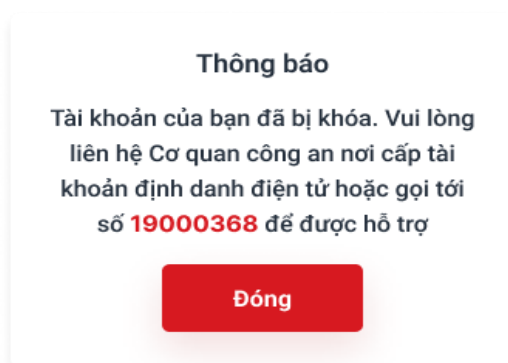 Thông báo
Tài khoản của bạn đã bị khóa. Vui lòng
liên hệ Cơ quan công an nơi cấp tài
khoản định danh điện tử hoặc gọi tới
số 19000368 để được hỗ trợ
Đóng